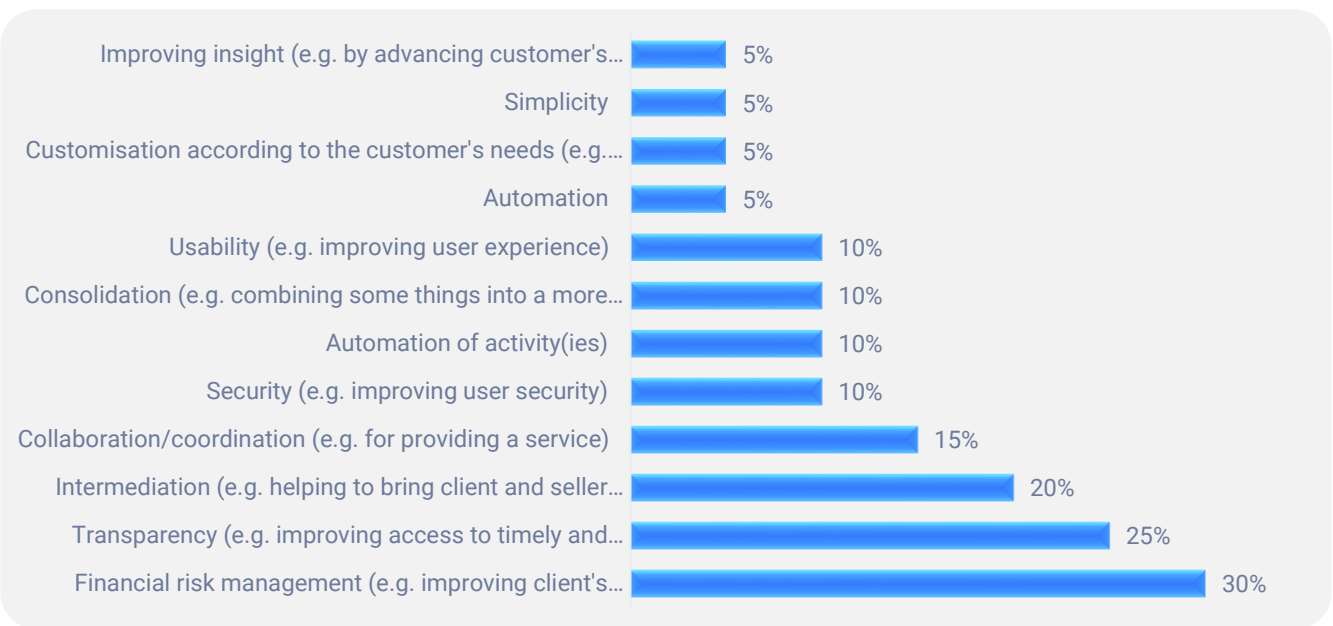 Improving insight (e.g. by advancing customer's... 5%
Simplicity 5%
Customisation according to the customer's needs (e.g.... 5%
Automation 5%
Usability (e.g. improving user experience) 10%
Consolidation (e.g. combining some things into a more... 10%
Automation of activity(ies) 10%
Security (e.g. improving user security) 10%
Collaboration/coordination (e.g. for providing a service) 15%
Intermediation (e.g. helping to bring client and seller... 20%
Transparency (e.g. improving access to timely and... 25%
Financial risk management (e.g. improving client's... 30%